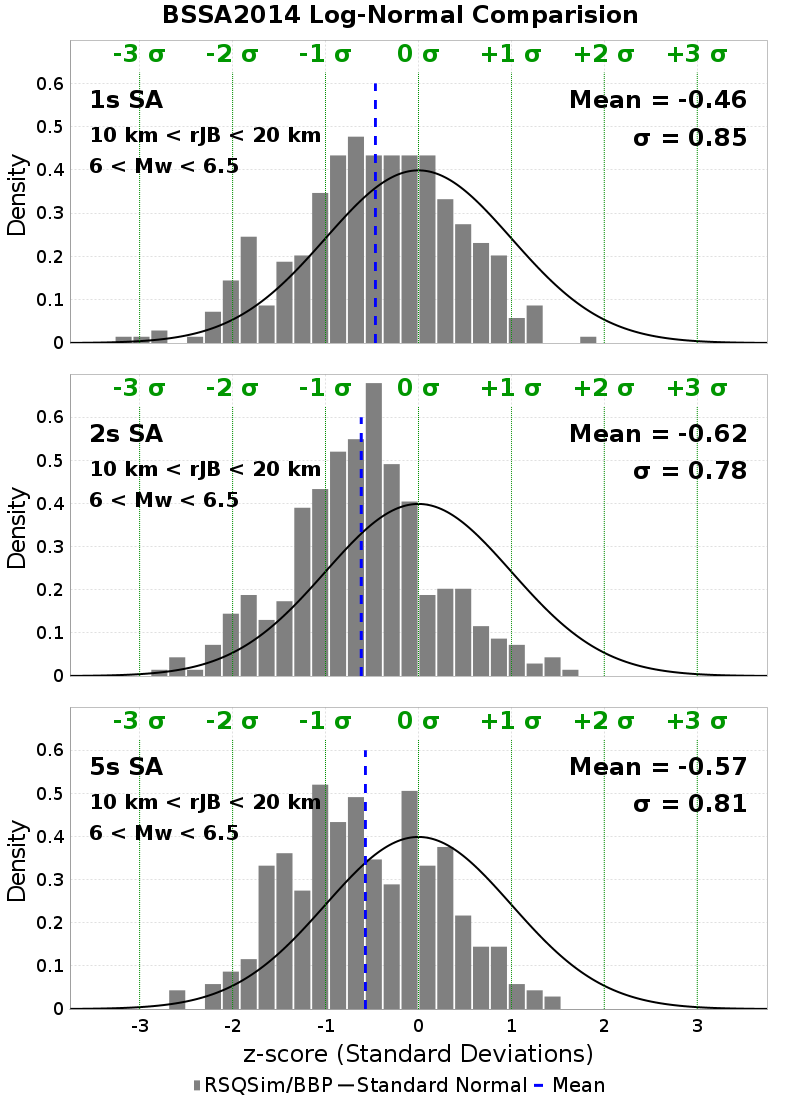 BSSA2014 Log-Normal Comparision
-3 σ -2 σ -1 σ 0 σ +1 σ +2 σ +3 σ
1s SA
10 km < rJB < 20 km
6 < Mw < 6.5
Mean = -0.46
σ = 0.85
Density
0.6
0.5
0.4
0.3
0.2
0.1
0
-3 σ -2 σ -1 σ 0 σ +1 σ +2 σ +3 σ
2s SA
10 km < rJB < 20 km
6 < Mw < 6.5
Mean = -0.62
σ = 0.78
Density
0.6
0.5
0.4
0.3
0.2
0.1
0
-3 σ -2 σ -1 σ 0 σ +1 σ +2 σ +3 σ
5s SA
10 km < rJB < 20 km
6 < Mw < 6.5
Mean = -0.57
σ = 0.81
Density
0.6
0.5
0.4
0.3
0.2
0.1
0
-3 -2 -1 0 1 2 3
z-score (Standard Deviations)
RSQSim/BBP Standard Normal Mean